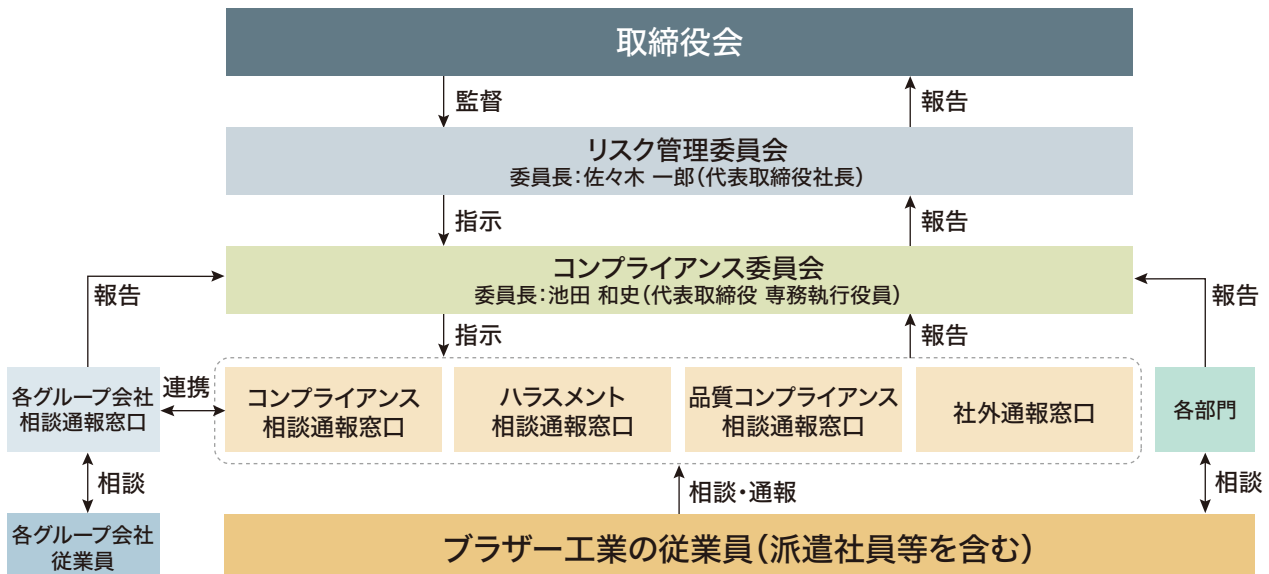 取締役会
監督
報告
リスク管理委員会
委員長:佐々木 一郎(代表取締役社長)
指示
報告
コンプライアンス委員会
委員長:池田 和史(代表取締役 専務執行役員)
報告
報告
指示
報告
各グループ会社
相談通報窓口
連携
コンプライアンス
相談通報窓口
ハラスメント
相談通報窓口
品質コンプライアンス
相談通報窓口
社外通報窓口
各部門
相談
相談・通報
相談
各グループ会社
従業員
ブラザー工業の従業員(派遣社員等を含む)